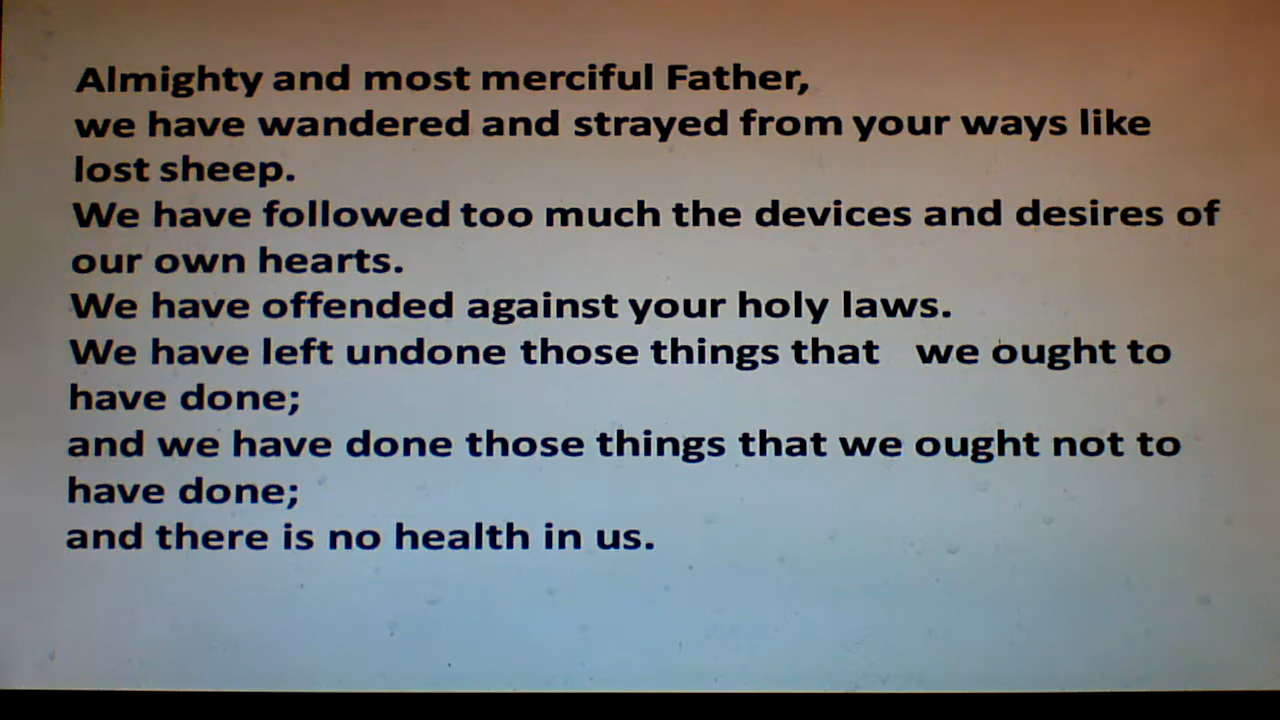 Almighty and most merciful Father,
we have wandered and strayed from your ways like
lost sheep.
We have followed too much the devices and desires of
our own hearts.
We have offended against your holy laws.
We have left undone those things that   we ought to
have done;
and we have done those things that we ought not to
have done;
and there is no health in us.